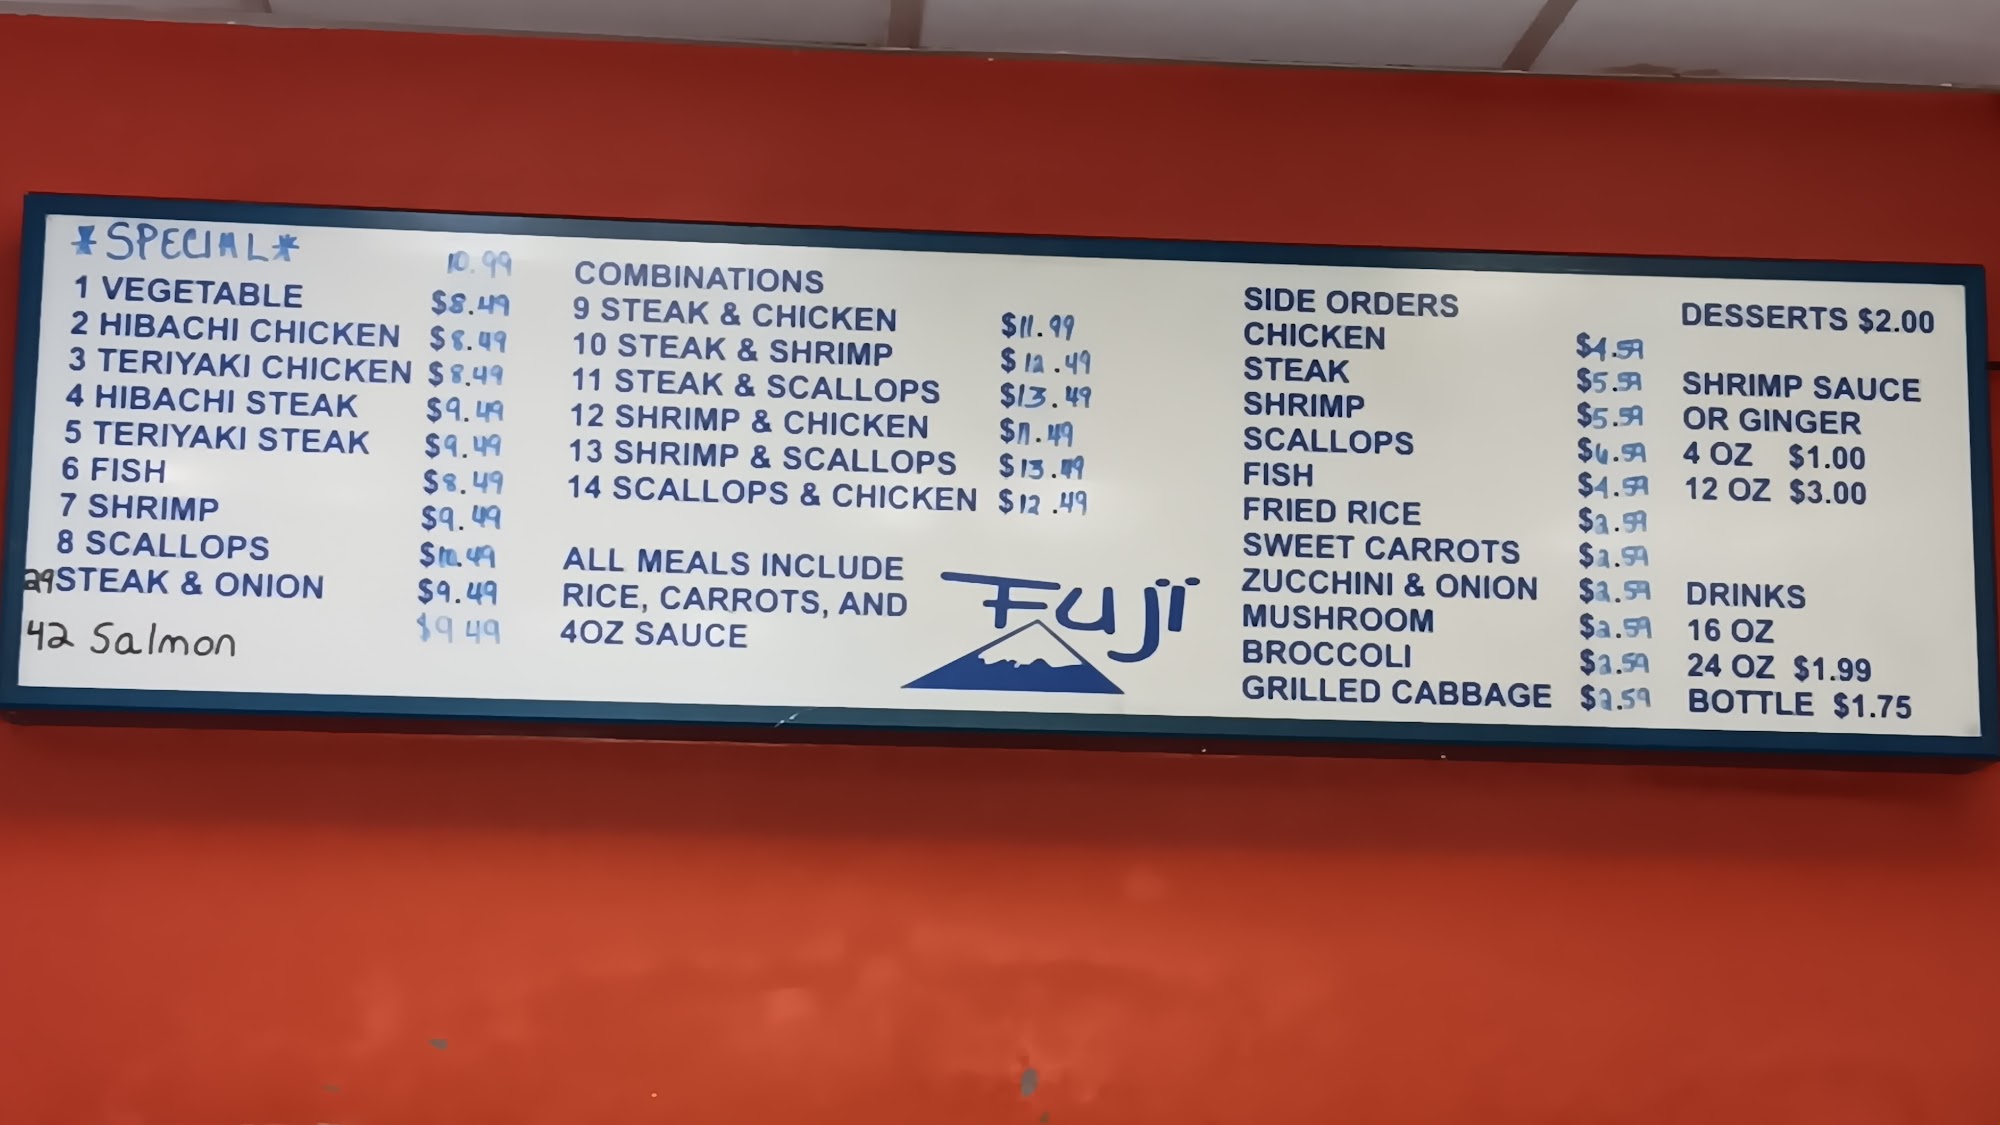 *SPECIAL* 10.99
1 VEGETABLE $8.49
2 HIBACHI CHICKEN $8.49
3 TERIYAKI CHICKEN $8.49
4 HIBACHI STEAK $9.49
5 TERIYAKI STEAK $9.49
6 FISH $8.49
7 SHRIMP $9.49
8 SCALLOPS $10.49
29 STEAK & ONION $9.49
42 Salmon $9 49
COMBINATIONS
9 STEAK & CHICKEN $11.99
10 STEAK & SHRIMP $12.49
11 STEAK & SCALLOPS $13.49
12 SHRIMP & CHICKEN $11.49
13 SHRIMP & SCALLOPS $13.49
14 SCALLOPS & CHICKEN $12.49
ALL MEALS INCLUDE
RICE, CARROTS, AND
4OZ SAUCE
Fuji
SIDE ORDERS
CHICKEN $4.59
STEAK $5.59
SHRIMP $5.59
SCALLOPS $6.59
FISH $4.59
FRIED RICE $2.59
SWEET CARROTS $2.59
ZUCCHINI & ONION $2.59
MUSHROOM $2.59
BROCCOLI $2.59
GRILLED CABBAGE $2.59
DESSERTS $2.00
SHRIMP SAUCE
OR GINGER
4 OZ $1.00
12 OZ $3.00
DRINKS
16 OZ
24 OZ $1.99
BOTTLE $1.75